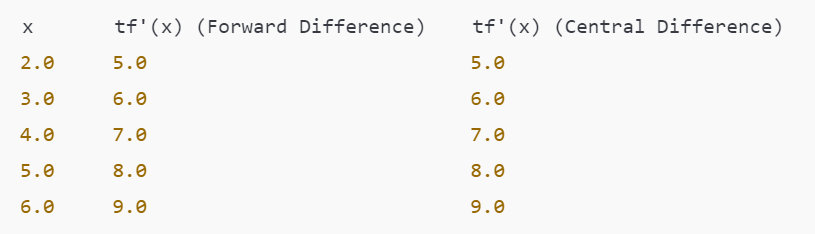 x tf'(x) (Forward Difference) tf'(x) (Central Difference)
2.0 5.0 5.0
3.0 6.0 6.0
4.0 7.0 7.0
5.0 8.0 8.0
6.0 9.0 9.0